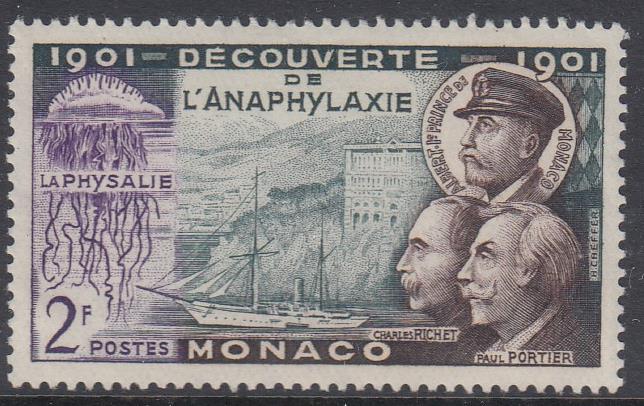 1901 — DÉCOUVERTE — 1901
DE
L'ANAPHYLAXIE
ALBERT·Iᵉʳ PRINCE DE MONACO
LA PHYSALIE
H.CHEFFER
2F
POSTES
MONACO
CHARLES RICHET
PAUL PORTIER